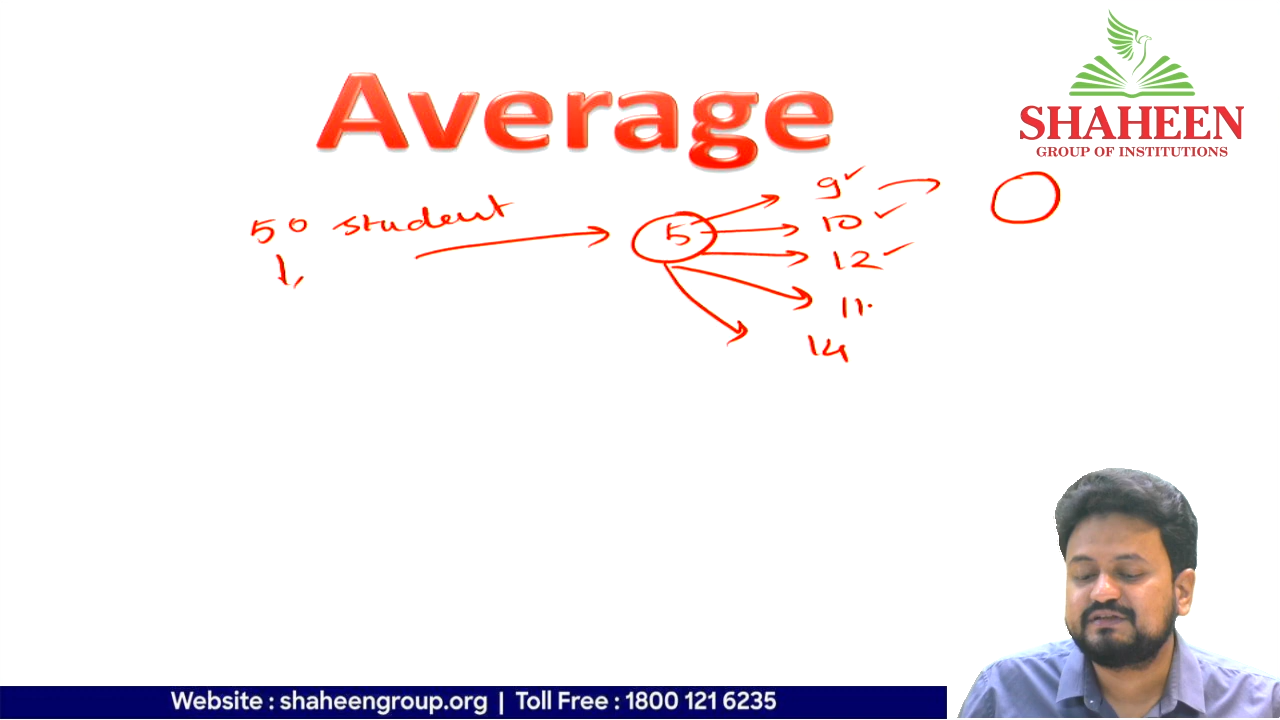 Average
SHAHEEN
GROUP OF INSTITUTIONS
50 student
5
9
10
12
11
14
Website : shaheengroup.org | Toll Free : 1800 121 6235